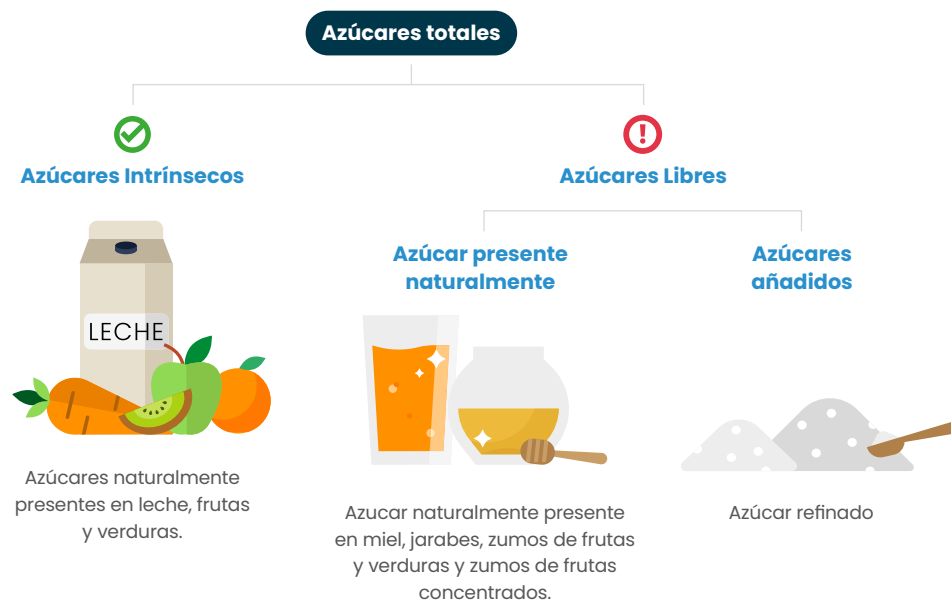 Azúcares totales
Azúcares Intrínsecos
LECHE
Azúcares naturalmente
presentes en leche, frutas
y verduras.
Azúcares Libres
Azúcar presente
naturalmente
Azucar naturalmente presente
en miel, jarabes, zumos de frutas
y verduras y zumos de frutas
concentrados.
Azúcares
añadidos
Azúcar refinado